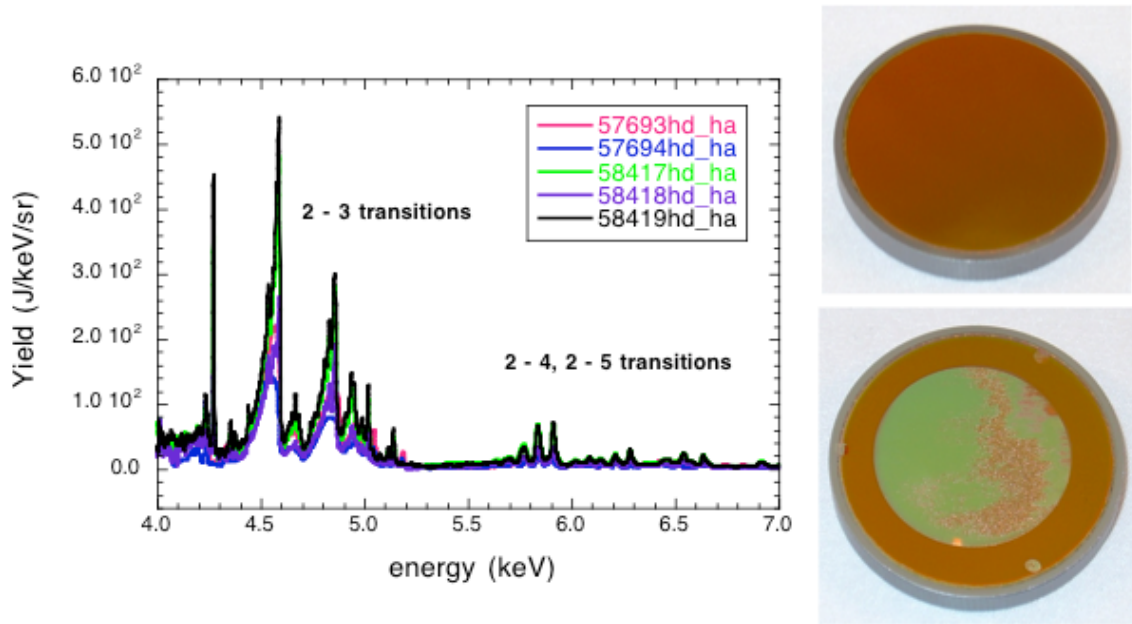 6.0 10²
5.0 10²
4.0 10²
3.0 10²
2.0 10²
1.0 10²
0.0
Yield (J/keV/sr)
57693hd_ha
57694hd_ha
58417hd_ha
58418hd_ha
58419hd_ha
2 - 3 transitions
2 - 4, 2 - 5 transitions
4.0 4.5 5.0 5.5 6.0 6.5 7.0
energy (keV)